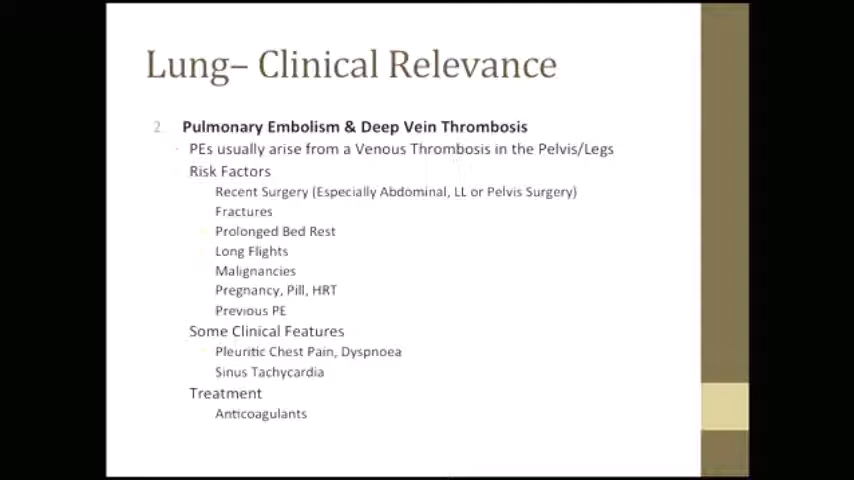 Lung– Clinical Relevance
2. Pulmonary Embolism & Deep Vein Thrombosis
PEs usually arise from a Venous Thrombosis in the Pelvis/Legs
Risk Factors
Recent Surgery (Especially Abdominal, LL or Pelvis Surgery)
Fractures
Prolonged Bed Rest
Long Flights
Malignancies
Pregnancy, Pill, HRT
Previous PE
Some Clinical Features
Pleuritic Chest Pain, Dyspnoea
Sinus Tachycardia
Treatment
Anticoagulants